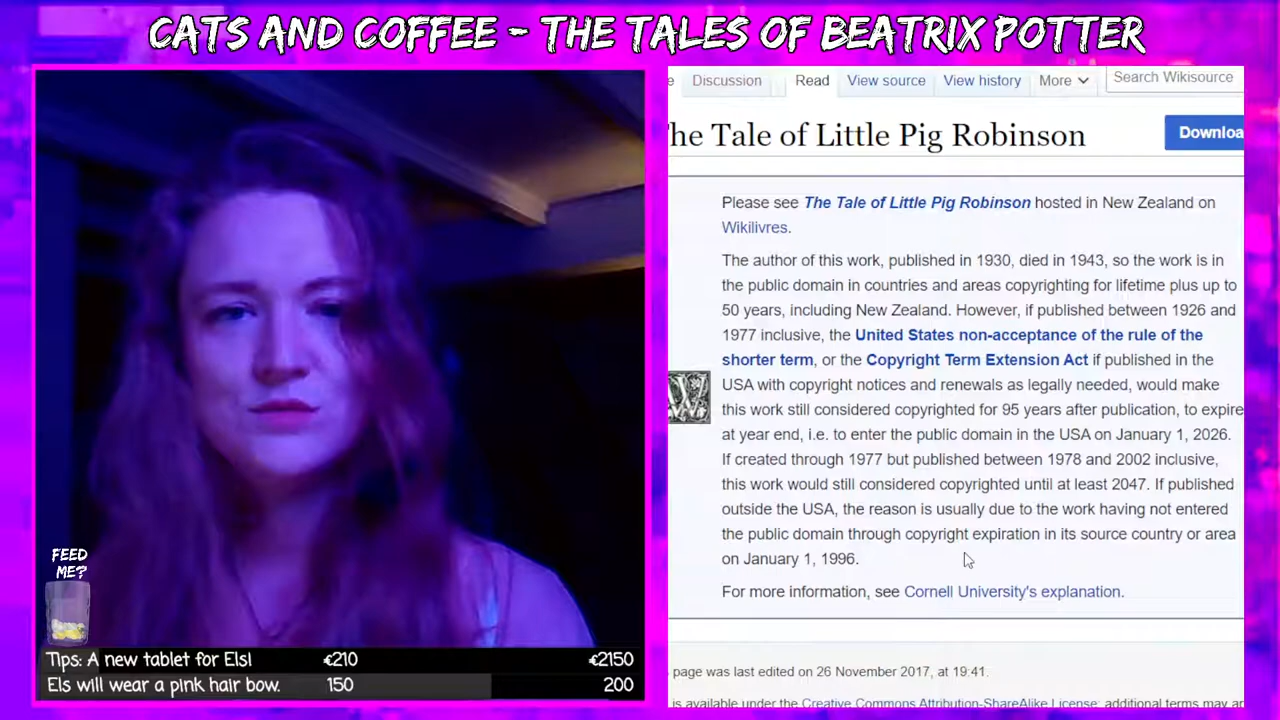 CATS AND COFFEE - THE TALES OF BEATRIX POTTER
Discussion Read View source View history More Search Wikisource
he Tale of Little Pig Robinson
Downloa
Please see The Tale of Little Pig Robinson hosted in New Zealand on
Wikilivres.
The author of this work, published in 1930, died in 1943, so the work is in
the public domain in countries and areas copyrighting for lifetime plus up to
50 years, including New Zealand. However, if published between 1926 and
1977 inclusive, the United States non-acceptance of the rule of the
shorter term, or the Copyright Term Extension Act if published in the
USA with copyright notices and renewals as legally needed, would make
this work still considered copyrighted for 95 years after publication, to expire
at year end, i.e. to enter the public domain in the USA on January 1, 2026.
If created through 1977 but published between 1978 and 2002 inclusive,
this work would still considered copyrighted until at least 2047. If published
outside the USA, the reason is usually due to the work having not entered
the public domain through copyright expiration in its source country or area
on January 1, 1996.
For more information, see Cornell University's explanation.
page was last edited on 26 November 2017, at 19:41.
is available under the Creative Commons Attribution-ShareAlike License; additional terms may
FEED
ME?
Tips: A new tablet for Els! €210 €2150
Els will wear a pink hair bow. 150 200